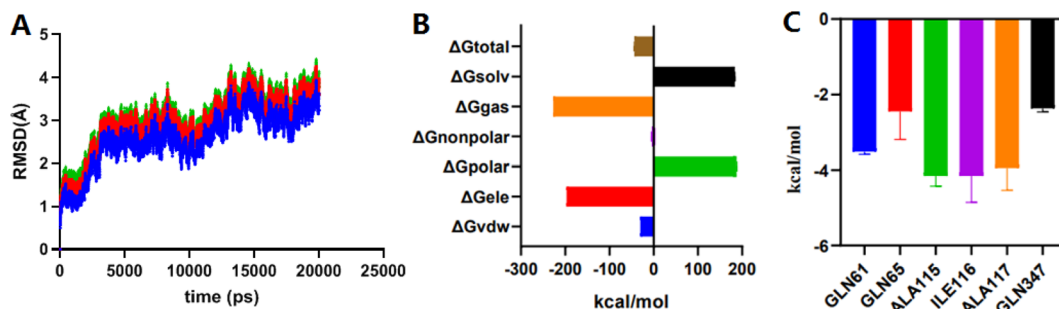 A
RMSD(Å)
5
4
3
2
1
0
0
5000
10000
15000
20000
25000
time (ps)
B
ΔGtotal
ΔGsolv
ΔGgas
ΔGnonpolar
ΔGpolar
ΔGele
ΔGvdw
-300
-200
-100
0
100
200
kcal/mol
C
kcal/mol
0
-2
-4
-6
GLN61
GLN65
ALA115
ILE116
ALA117
GLN347